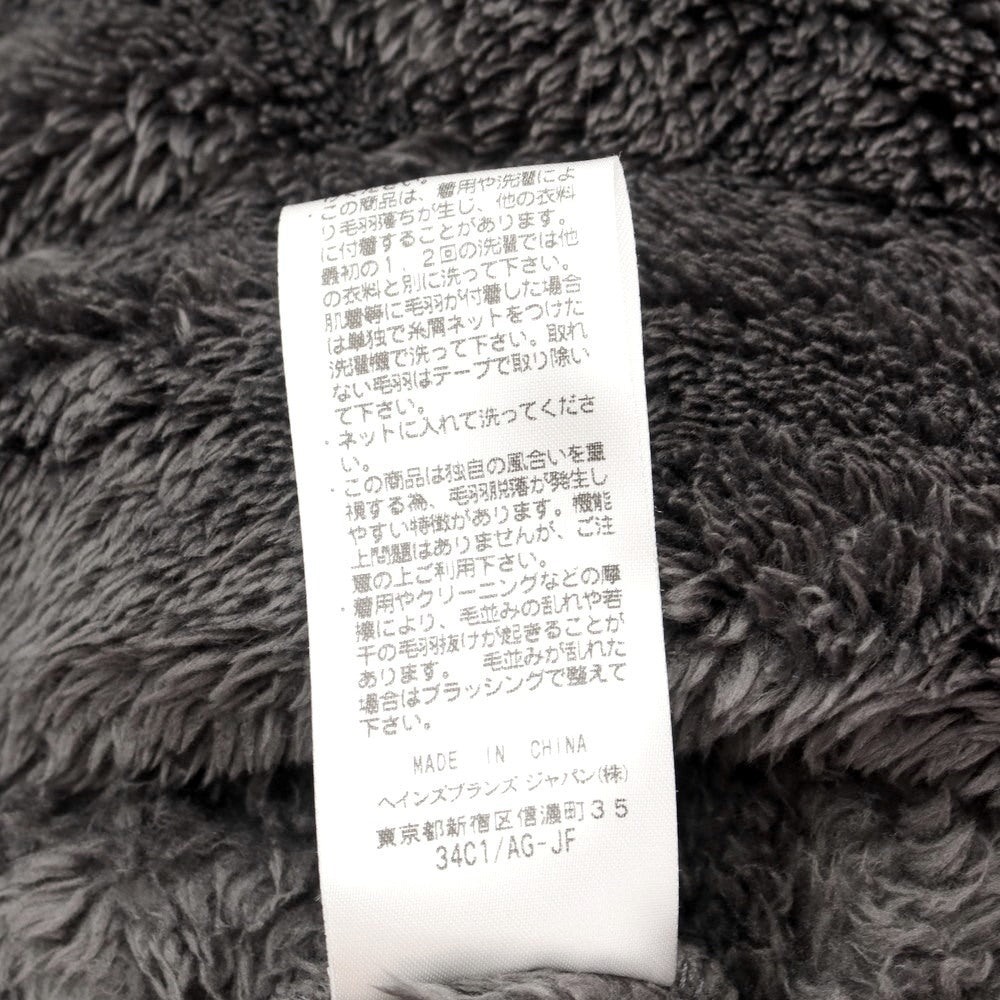 ・この商品は、着用や洗濯によ
り毛羽落ちが生じ、他の衣料
に付着することがあります。
最初の1、2回の洗濯では他
の衣料と別に洗って下さい。
肌着等に毛羽が付着した場合
は単独で糸屑ネットをつけた
洗濯機で洗って下さい。取れ
ない毛羽はテープで取り除い
て下さい。
・ネットに入れて洗ってくださ
い。
・この商品は独自の風合いを重
視する為、毛羽脱落が発生し
やすい特徴があります。機能
上問題はありませんが、ご注
意の上ご利用下さい。
・着用やクリーニングなどの摩
擦により、毛並みの乱れや若
干の毛羽抜けが起きることが
あります。 毛並みが乱れた
場合はブラッシングで整えて
下さい。
MADE IN CHINA
ヘインズブランズ ジャパン(株)
東京都新宿区信濃町35
34C1/AG-JF